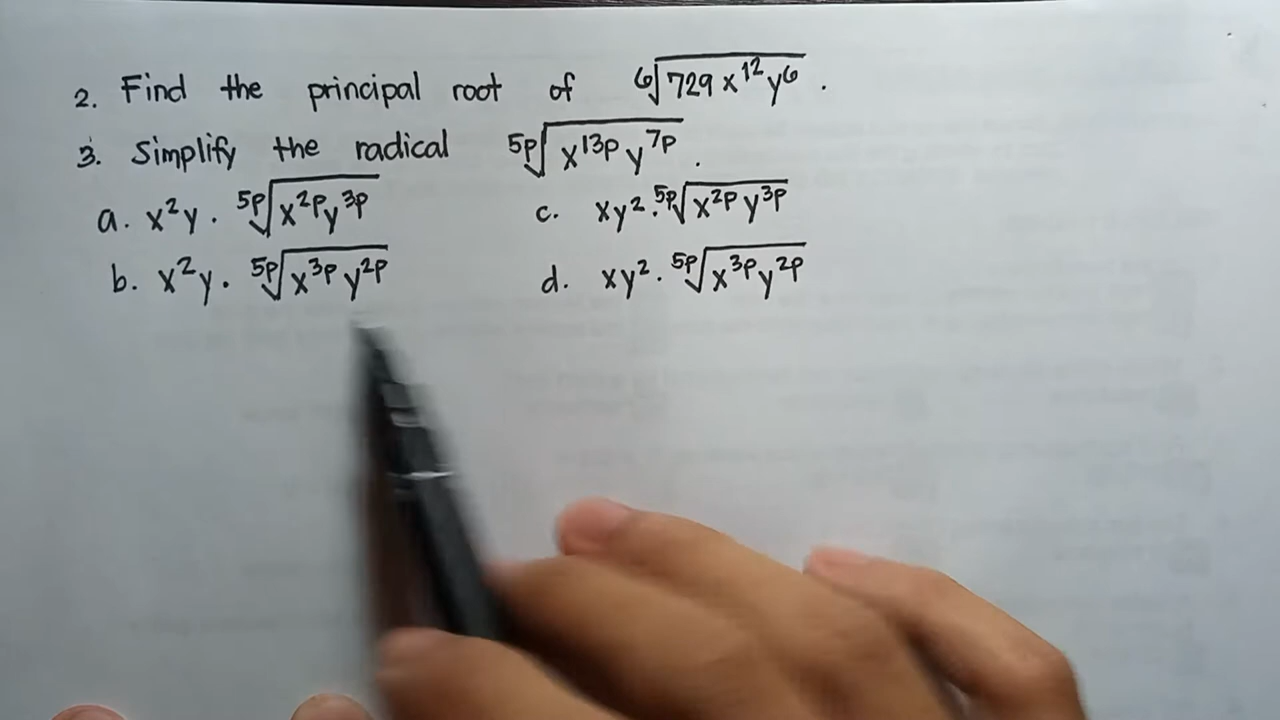 2. Find the principal root of ⁶√729x¹²y⁶.
3. Simplify the radical ⁵ᵖ√x¹³ᵖy⁷ᵖ.
a. x²y · ⁵ᵖ√x²ᵖy³ᵖ c. xy² · ⁵ᵖ√x²ᵖy³ᵖ
b. x²y · ⁵ᵖ√x³ᵖy²ᵖ d. xy² · ⁵ᵖ√x³ᵖy²ᵖ